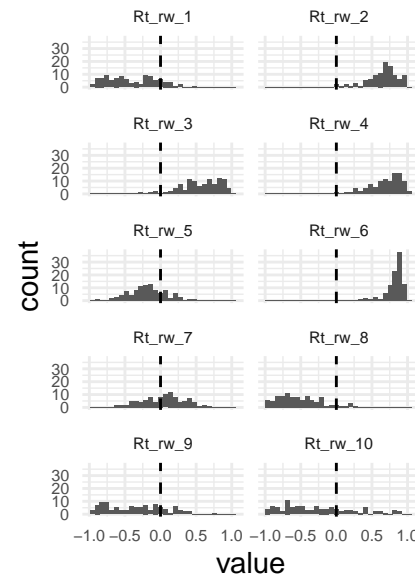 Rt_rw_1 Rt_rw_2
30
20
10
0
Rt_rw_3 Rt_rw_4
30
20
10
0
Rt_rw_5 Rt_rw_6
30
20
10
0
Rt_rw_7 Rt_rw_8
30
20
10
0
Rt_rw_9 Rt_rw_10
30
20
10
0
count
−1.0 −0.5 0.0 0.5 1.0 −1.0 −0.5 0.0 0.5 1.0
value